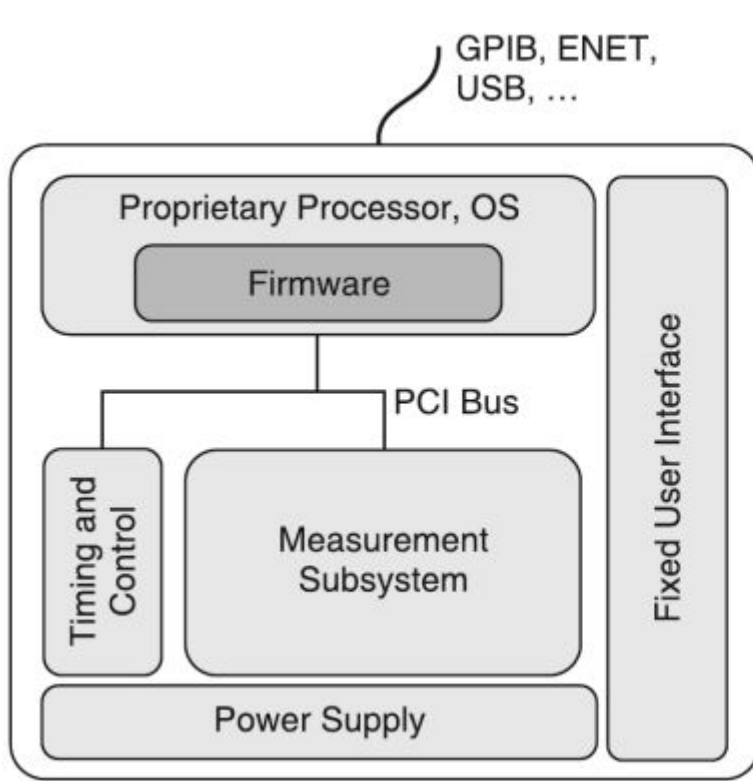 GPIB, ENET,
USB, …
Proprietary Processor, OS
Firmware
PCI Bus
Timing and
Control
Measurement
Subsystem
Fixed User Interface
Power Supply